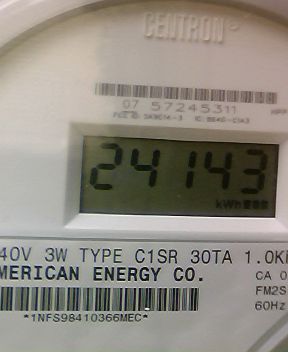 CENTRON
07 57245311
24143
kWh
40V 3W TYPE C1SR 30TA 1.0K
MERICAN ENERGY CO.
CA 0
FM2S
60Hz
*1NFS98410366MEC*